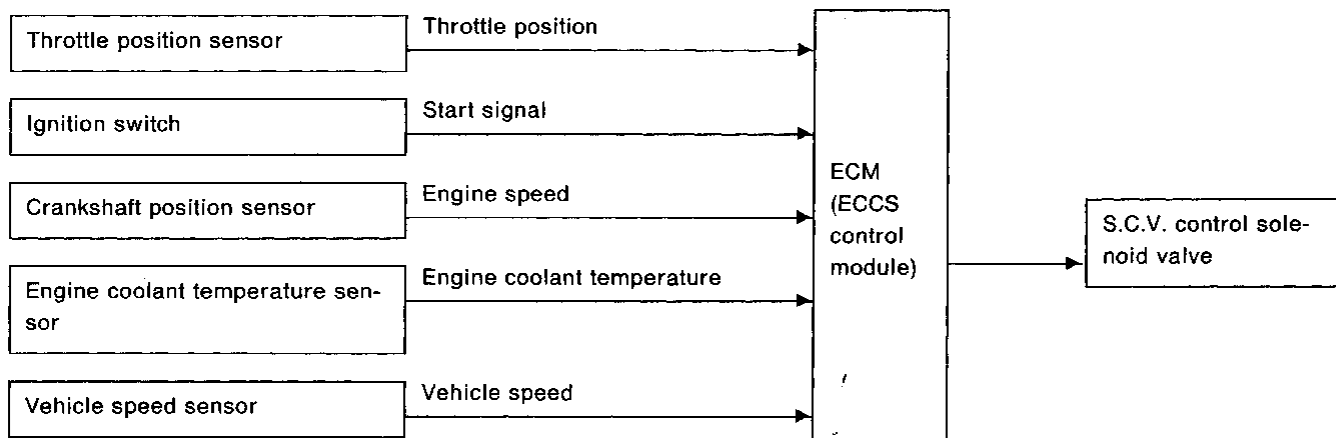 Throttle position sensor
Throttle position
Ignition switch
Start signal
Crankshaft position sensor
Engine speed
Engine coolant temperature sen-
sor
Engine coolant temperature
Vehicle speed sensor
Vehicle speed
ECM
(ECCS
control
module)
S.C.V. control sole-
noid valve